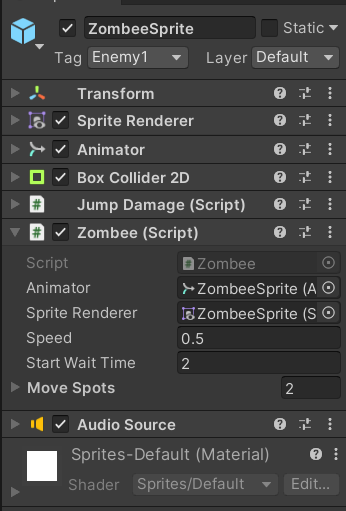 ZombeeSprite Static
Tag Enemy1 Layer Default
Transform
Sprite Renderer
Animator
Box Collider 2D
Jump Damage (Script)
Zombee (Script)
Script Zombee
Animator ZombeeSprite (A
Sprite Renderer ZombeeSprite (S
Speed 0.5
Start Wait Time 2
Move Spots 2
Audio Source
Sprites-Default (Material)
Shader Sprites/Default Edit...